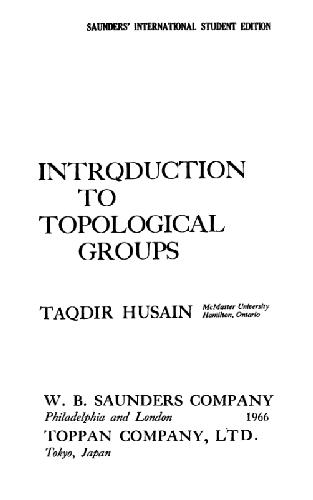 SAUNDERS' INTERNATIONAL STUDENT EDITION
INTRQDUCTION
TO
TOPOLOGICAL
GROUPS
TAQDIR HUSAIN McMaster University
Hamilton, Ontario
W. B. SAUNDERS COMPANY
Philadelphia and London 1966
TOPPAN COMPANY, LTD.
Tokyo, Japan